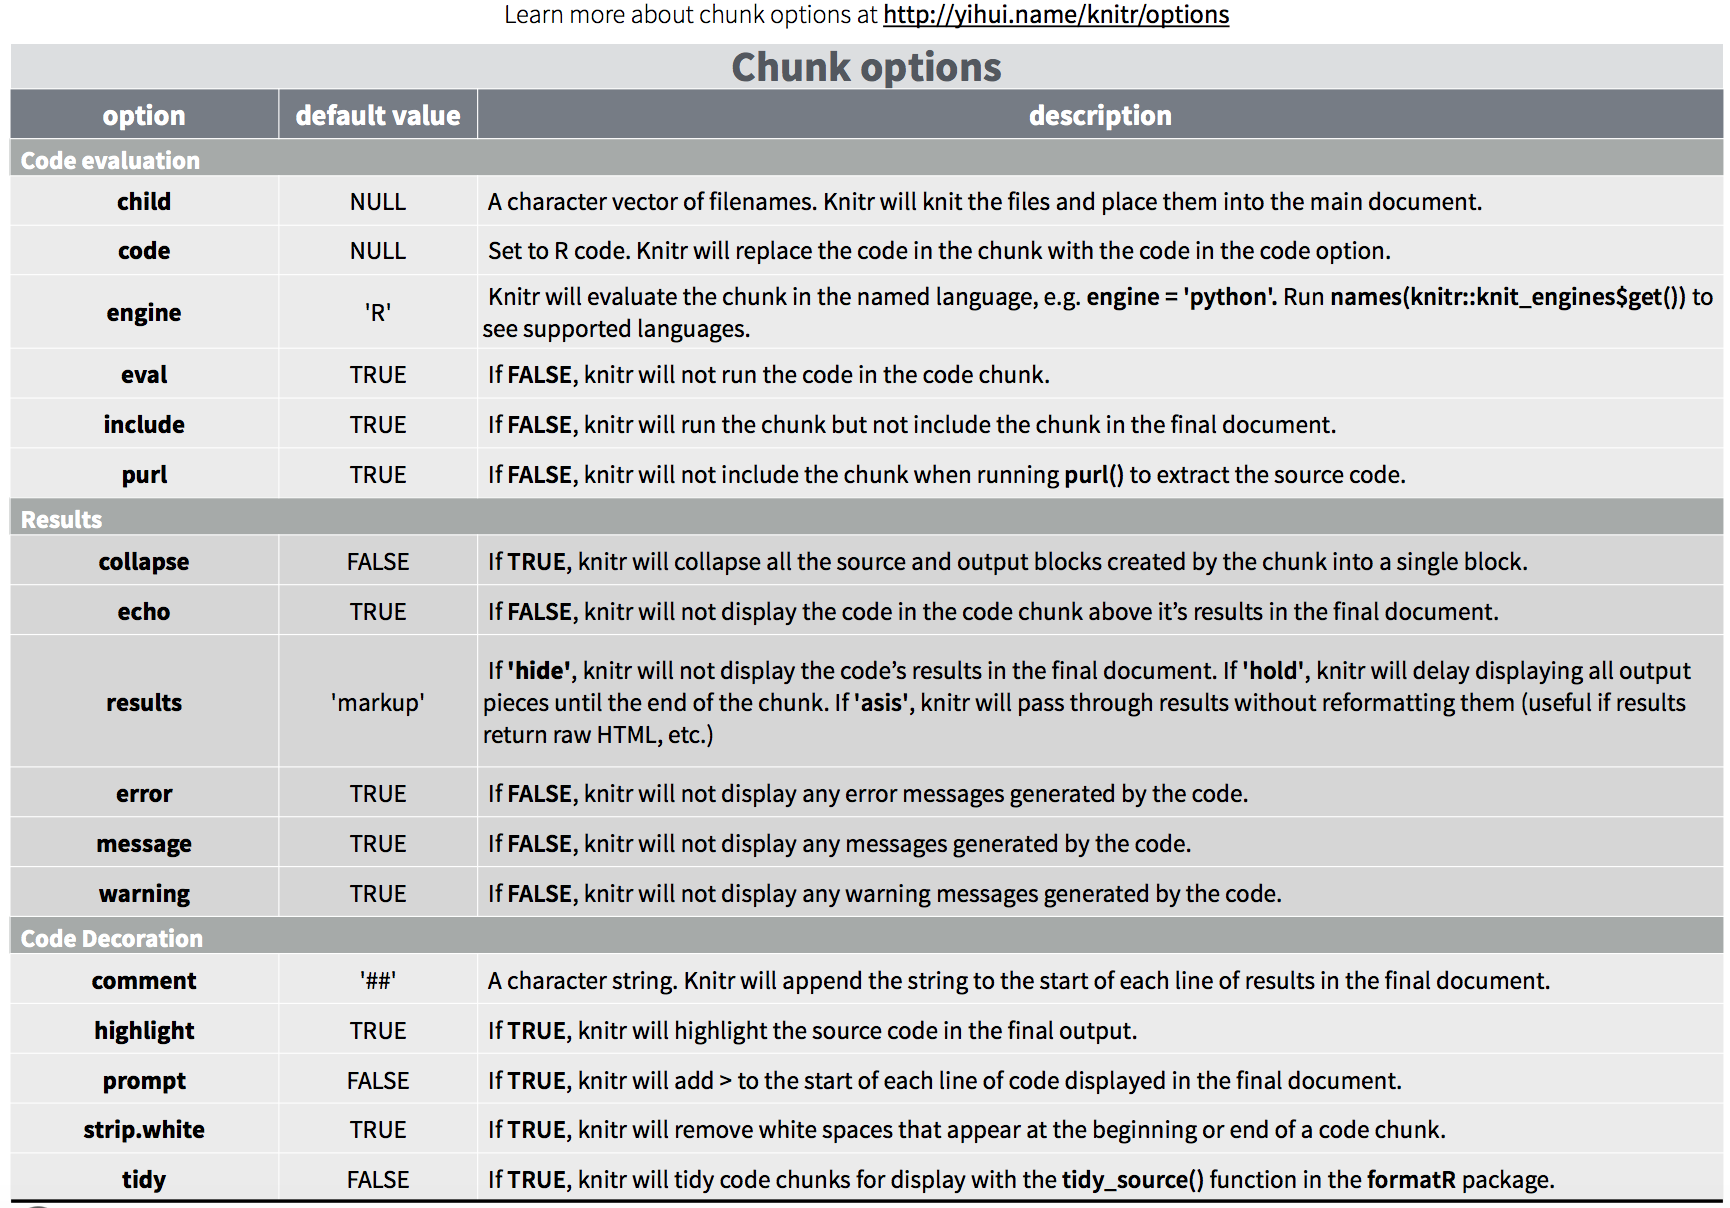 Learn more about chunk options at http://yihui.name/knitr/options
Chunk options
option default value description
Code evaluation
child NULL A character vector of filenames. Knitr will knit the files and place them into the main document.
code NULL Set to R code. Knitr will replace the code in the chunk with the code in the code option.
engine 'R' Knitr will evaluate the chunk in the named language, e.g. engine = 'python'. Run names(knitr::knit_engines$get()) to
see supported languages.
eval TRUE If FALSE, knitr will not run the code in the code chunk.
include TRUE If FALSE, knitr will run the chunk but not include the chunk in the final document.
purl TRUE If FALSE, knitr will not include the chunk when running purl() to extract the source code.
Results
collapse FALSE If TRUE, knitr will collapse all the source and output blocks created by the chunk into a single block.
echo TRUE If FALSE, knitr will not display the code in the code chunk above it’s results in the final document.
results 'markup' If 'hide', knitr will not display the code’s results in the final document. If 'hold', knitr will delay displaying all output
pieces until the end of the chunk. If 'asis', knitr will pass through results without reformatting them (useful if results
return raw HTML, etc.)
error TRUE If FALSE, knitr will not display any error messages generated by the code.
message TRUE If FALSE, knitr will not display any messages generated by the code.
warning TRUE If FALSE, knitr will not display any warning messages generated by the code.
Code Decoration
comment '##' A character string. Knitr will append the string to the start of each line of results in the final document.
highlight TRUE If TRUE, knitr will highlight the source code in the final output.
prompt FALSE If TRUE, knitr will add > to the start of each line of code displayed in the final document.
strip.white TRUE If TRUE, knitr will remove white spaces that appear at the beginning or end of a code chunk.
tidy FALSE If TRUE, knitr will tidy code chunks for display with the tidy_source() function in the formatR package.